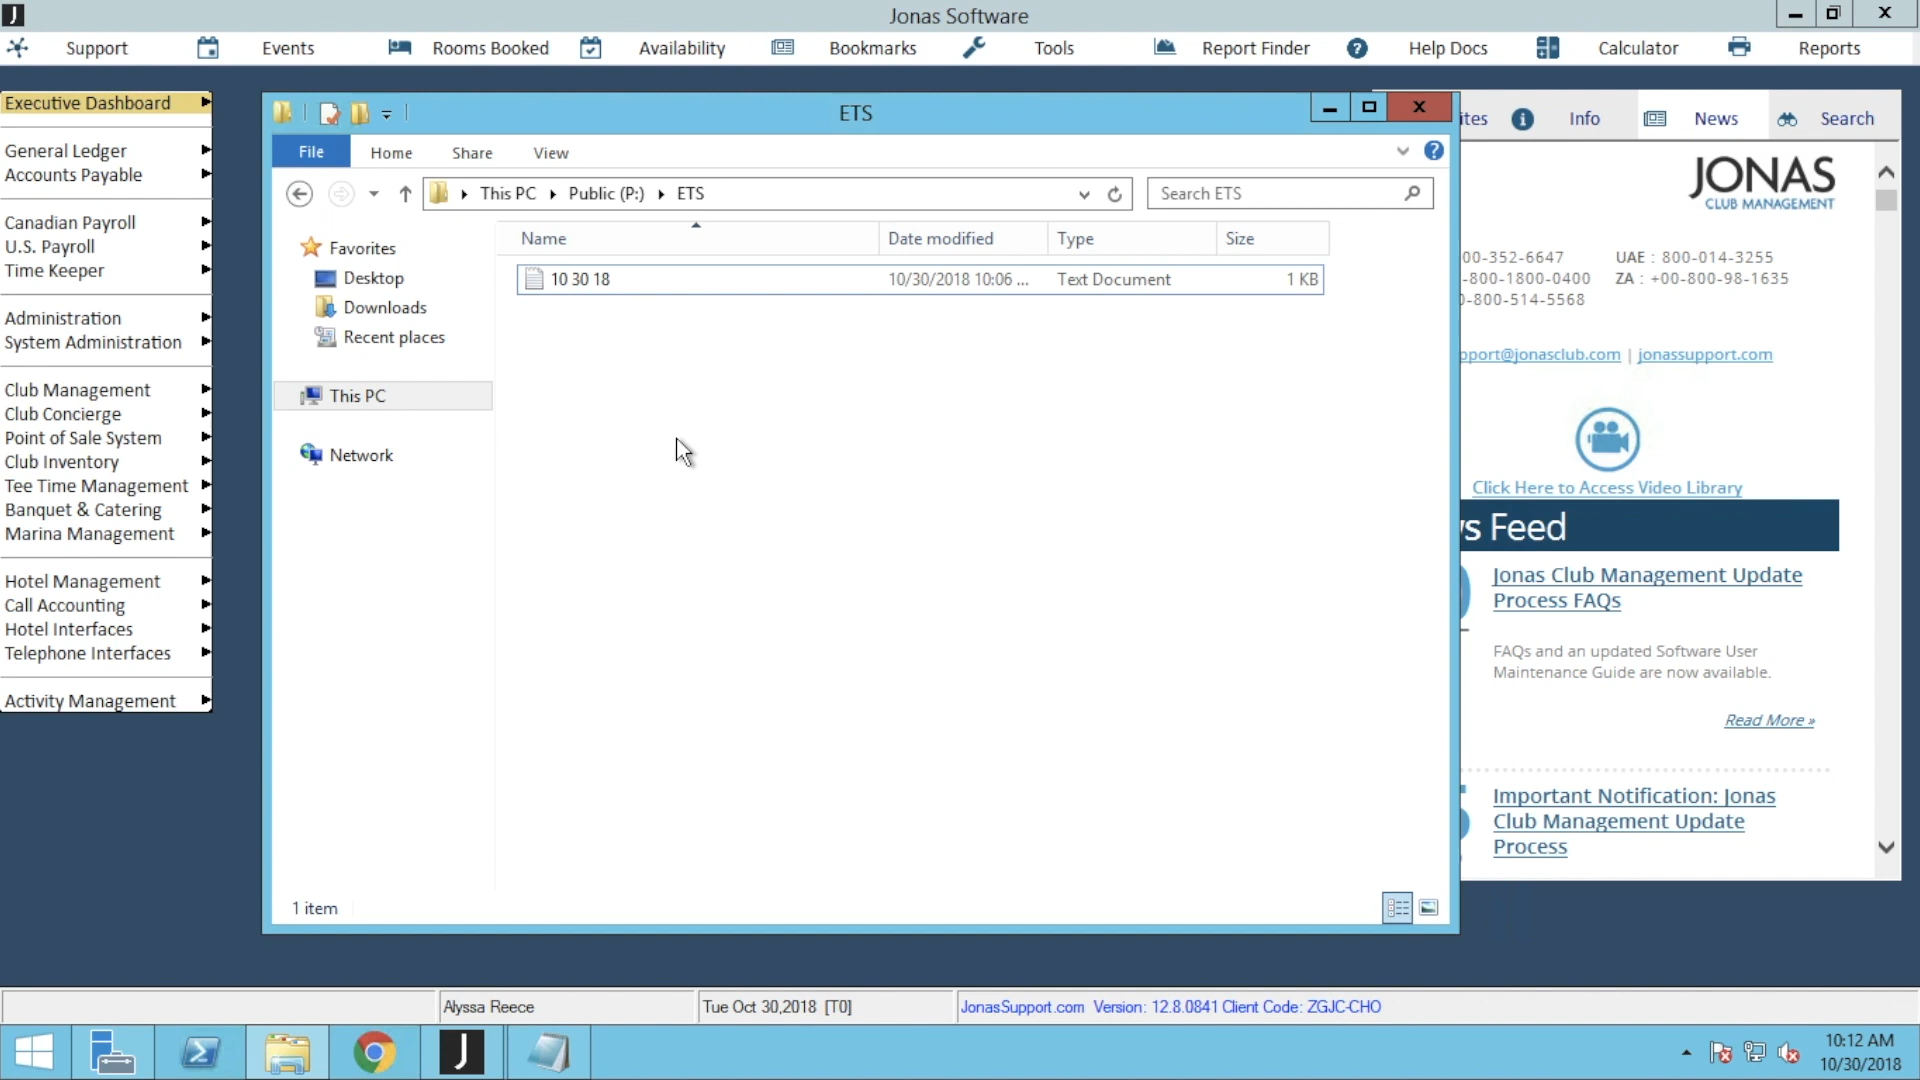 Jonas Software
Support Events Rooms Booked Availability Bookmarks Tools Report Finder Help Docs Calculator Reports
Executive Dashboard
General Ledger
Accounts Payable
Canadian Payroll
U.S. Payroll
Time Keeper
Administration
System Administration
Club Management
Club Concierge
Point of Sale System
Club Inventory
Tee Time Management
Banquet & Catering
Marina Management
Hotel Management
Call Accounting
Hotel Interfaces
Telephone Interfaces
Activity Management
ETS
File Home Share View
This PC Public (P:) ETS
Search ETS
Favorites
Desktop
Downloads
Recent places
This PC
Network
Name Date modified Type Size
10 30 18 10/30/2018 10:06 ... Text Document 1 KB
1 item
ites Info News Search
JONAS
CLUB MANAGEMENT
00-352-6647 UAE : 800-014-3255
-800-1800-0400 ZA : +00-800-98-1635
0-800-514-5568
pport@jonasclub.com | jonassupport.com
Click Here to Access Video Library
s Feed
Jonas Club Management Update
Process FAQs
FAQs and an updated Software User
Maintenance Guide are now available.
Read More »
Important Notification: Jonas
Club Management Update
Process
Alyssa Reece Tue Oct 30,2018 [T0] JonasSupport.com Version: 12.8.0841 Client Code: ZGJC-CHO
10:12 AM
10/30/2018